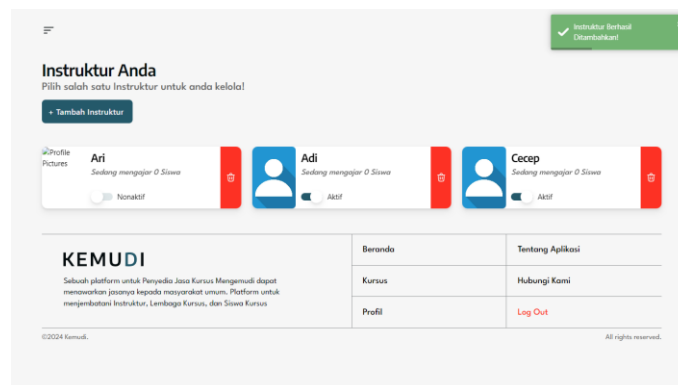 Instruktur Berhasil
Ditambahkan!
Instruktur Anda
Pilih salah satu Instruktur untuk anda kelola!
+ Tambah Instruktur
Profile
Pictures
Ari
Sedang mengajar 0 Siswa
Nonaktif
Adi
Sedang mengajar 0 Siswa
Aktif
Cecep
Sedang mengajar 0 Siswa
Aktif
KEMUDI
Sebuah platform untuk Penyedia Jasa Kursus Mengemudi dapat
menawarkan jasanya kepada masyarakat umum. Platform untuk
menjembatani Instruktur, Lembaga Kursus, dan Siswa Kursus
Beranda
Tentang Aplikasi
Kursus
Hubungi Kami
Profil
Log Out
©2024 Kemudi.
All rights reserved.